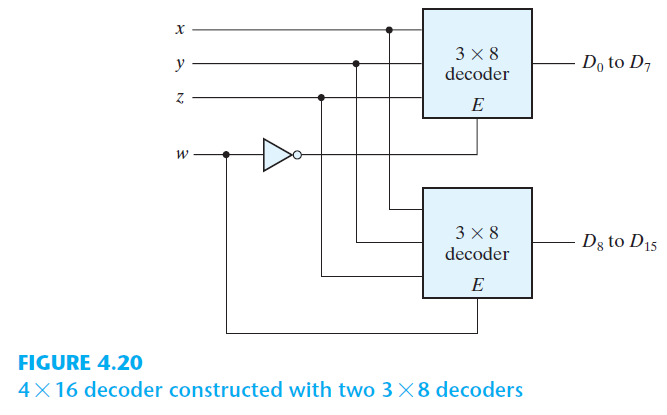 x
y
z
w
3 × 8
decoder
E
D₀ to D₇
3 × 8
decoder
E
D₈ to D₁₅
FIGURE 4.20
4 × 16 decoder constructed with two 3 × 8 decoders